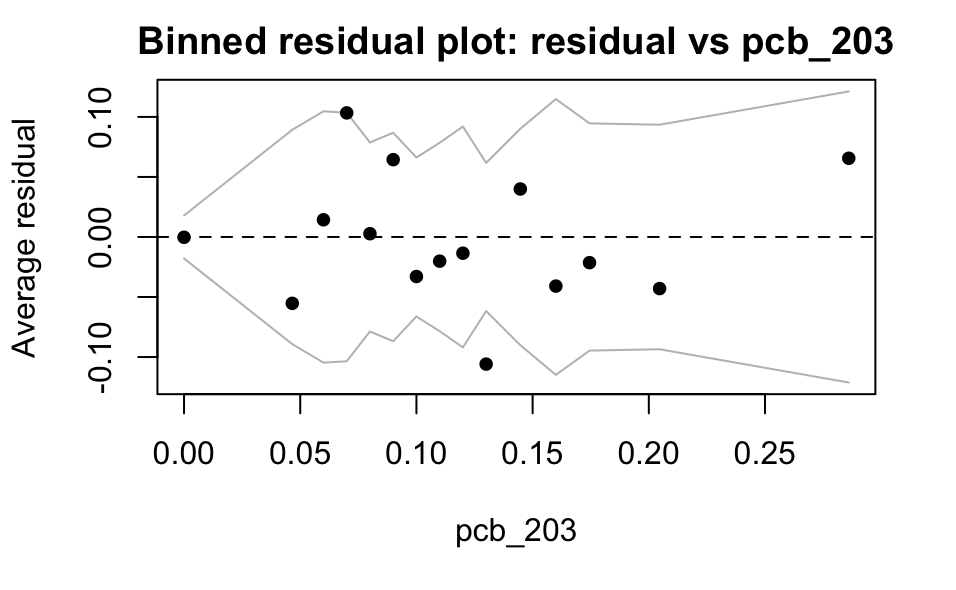 Binned residual plot: residual vs pcb_203
Average residual
0.10
0.00
-0.10
0.00 0.05 0.10 0.15 0.20 0.25
pcb_203